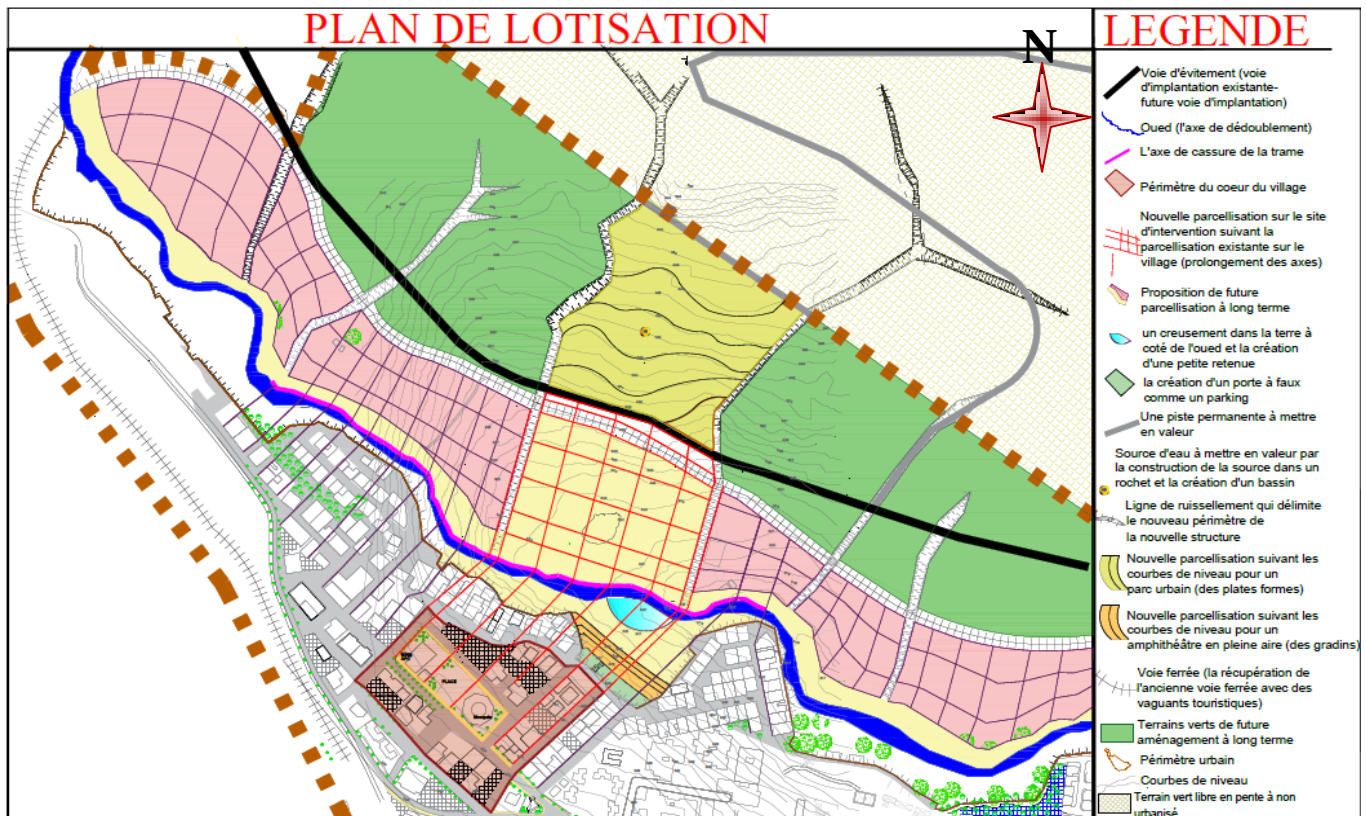 PLAN DE LOTISATION
N
PLACE
Mosquée
LEGENDE
Voie d'évitement (voie
d'implantation existante-
future voie d'implantation)
Oued (l'axe de dédoublement)
L'axe de cassure de la trame
Périmètre du coeur du village
Nouvelle parcellisation sur le site
d'intervention suivant la
parcellisation existante sur le
village (prolongement des axes)
Proposition de future
parcellisation à long terme
un creusement dans la terre à
coté de l'oued et la création
d'une petite retenue
la création d'un porte à faux
comme un parking
Une piste permanente à mettre
en valeur
Source d'eau à mettre en valeur par
la construction de la source dans un
rochet et la création d'un bassin
Ligne de ruissellement qui délimite
le nouveau périmètre de
la nouvelle structure
Nouvelle parcellisation suivant les
courbes de niveau pour un
parc urbain (des plates formes)
Nouvelle parcellisation suivant les
courbes de niveau pour un
amphithéâtre en pleine aire (des gradins)
Voie ferrée (la récupération de
l'ancienne voie ferrée avec des
vaguants touristiques)
Terrains verts de future
aménagement à long terme
Périmètre urbain
Courbes de niveau
Terrain vert libre en pente à non
urbanisé